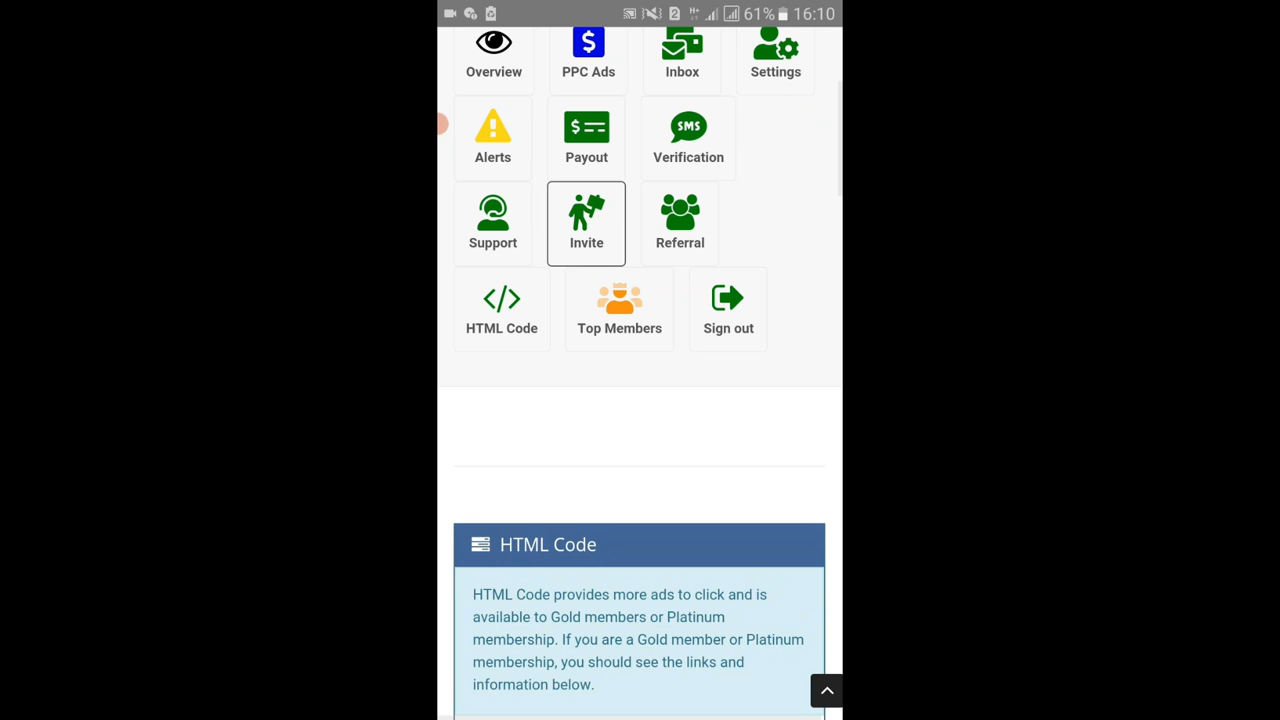 61% 16:10
Overview PPC Ads Inbox Settings
Alerts Payout SMS Verification
Support Invite Referral
HTML Code Top Members Sign out
HTML Code
HTML Code provides more ads to click and is
available to Gold members or Platinum
membership. If you are a Gold member or Platinum
membership, you should see the links and
information below.